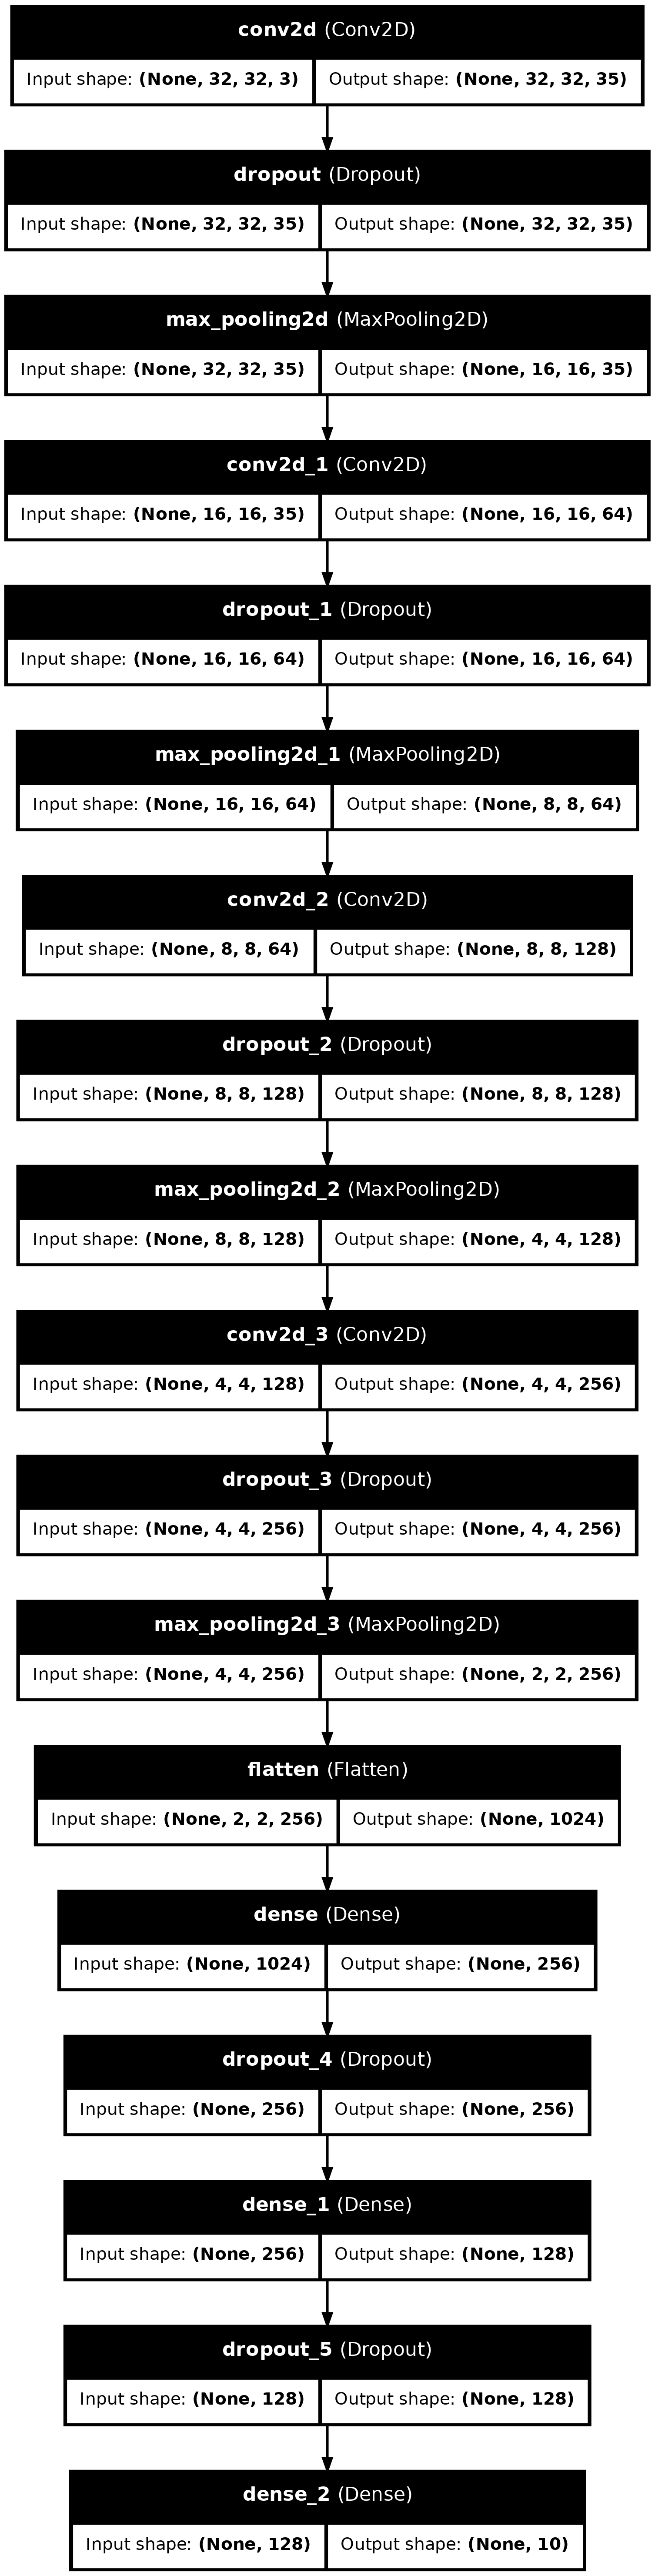 conv2d (Conv2D)
Input shape: (None, 32, 32, 3) Output shape: (None, 32, 32, 35)
dropout (Dropout)
Input shape: (None, 32, 32, 35) Output shape: (None, 32, 32, 35)
max_pooling2d (MaxPooling2D)
Input shape: (None, 32, 32, 35) Output shape: (None, 16, 16, 35)
conv2d_1 (Conv2D)
Input shape: (None, 16, 16, 35) Output shape: (None, 16, 16, 64)
dropout_1 (Dropout)
Input shape: (None, 16, 16, 64) Output shape: (None, 16, 16, 64)
max_pooling2d_1 (MaxPooling2D)
Input shape: (None, 16, 16, 64) Output shape: (None, 8, 8, 64)
conv2d_2 (Conv2D)
Input shape: (None, 8, 8, 64) Output shape: (None, 8, 8, 128)
dropout_2 (Dropout)
Input shape: (None, 8, 8, 128) Output shape: (None, 8, 8, 128)
max_pooling2d_2 (MaxPooling2D)
Input shape: (None, 8, 8, 128) Output shape: (None, 4, 4, 128)
conv2d_3 (Conv2D)
Input shape: (None, 4, 4, 128) Output shape: (None, 4, 4, 256)
dropout_3 (Dropout)
Input shape: (None, 4, 4, 256) Output shape: (None, 4, 4, 256)
max_pooling2d_3 (MaxPooling2D)
Input shape: (None, 4, 4, 256) Output shape: (None, 2, 2, 256)
flatten (Flatten)
Input shape: (None, 2, 2, 256) Output shape: (None, 1024)
dense (Dense)
Input shape: (None, 1024) Output shape: (None, 256)
dropout_4 (Dropout)
Input shape: (None, 256) Output shape: (None, 256)
dense_1 (Dense)
Input shape: (None, 256) Output shape: (None, 128)
dropout_5 (Dropout)
Input shape: (None, 128) Output shape: (None, 128)
dense_2 (Dense)
Input shape: (None, 128) Output shape: (None, 10)